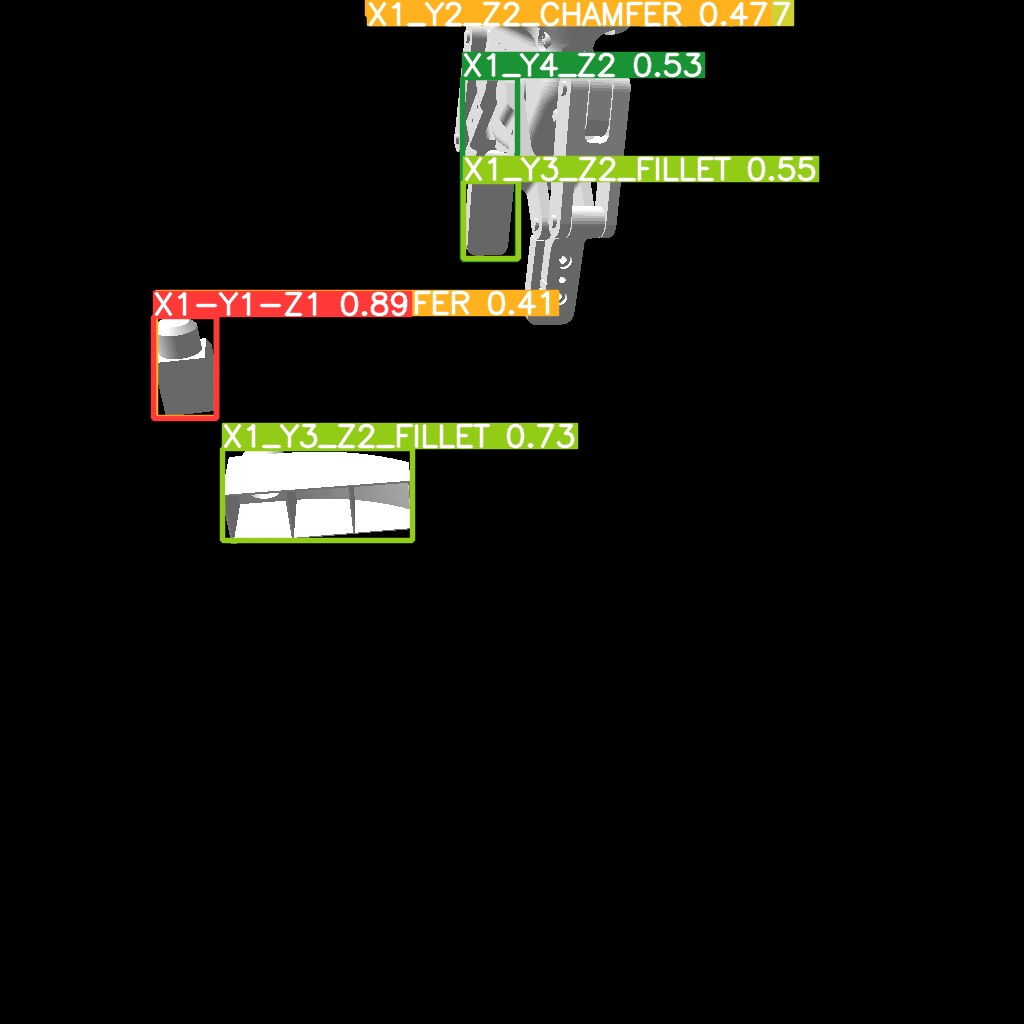 X1_Y2_Z2_CHAMFER 0.477
X1_Y4_Z2 0.53
X1_Y3_Z2_FILLET 0.55
X1-Y1-Z1 0.89 FER 0.41
X1_Y3_Z2_FILLET 0.73